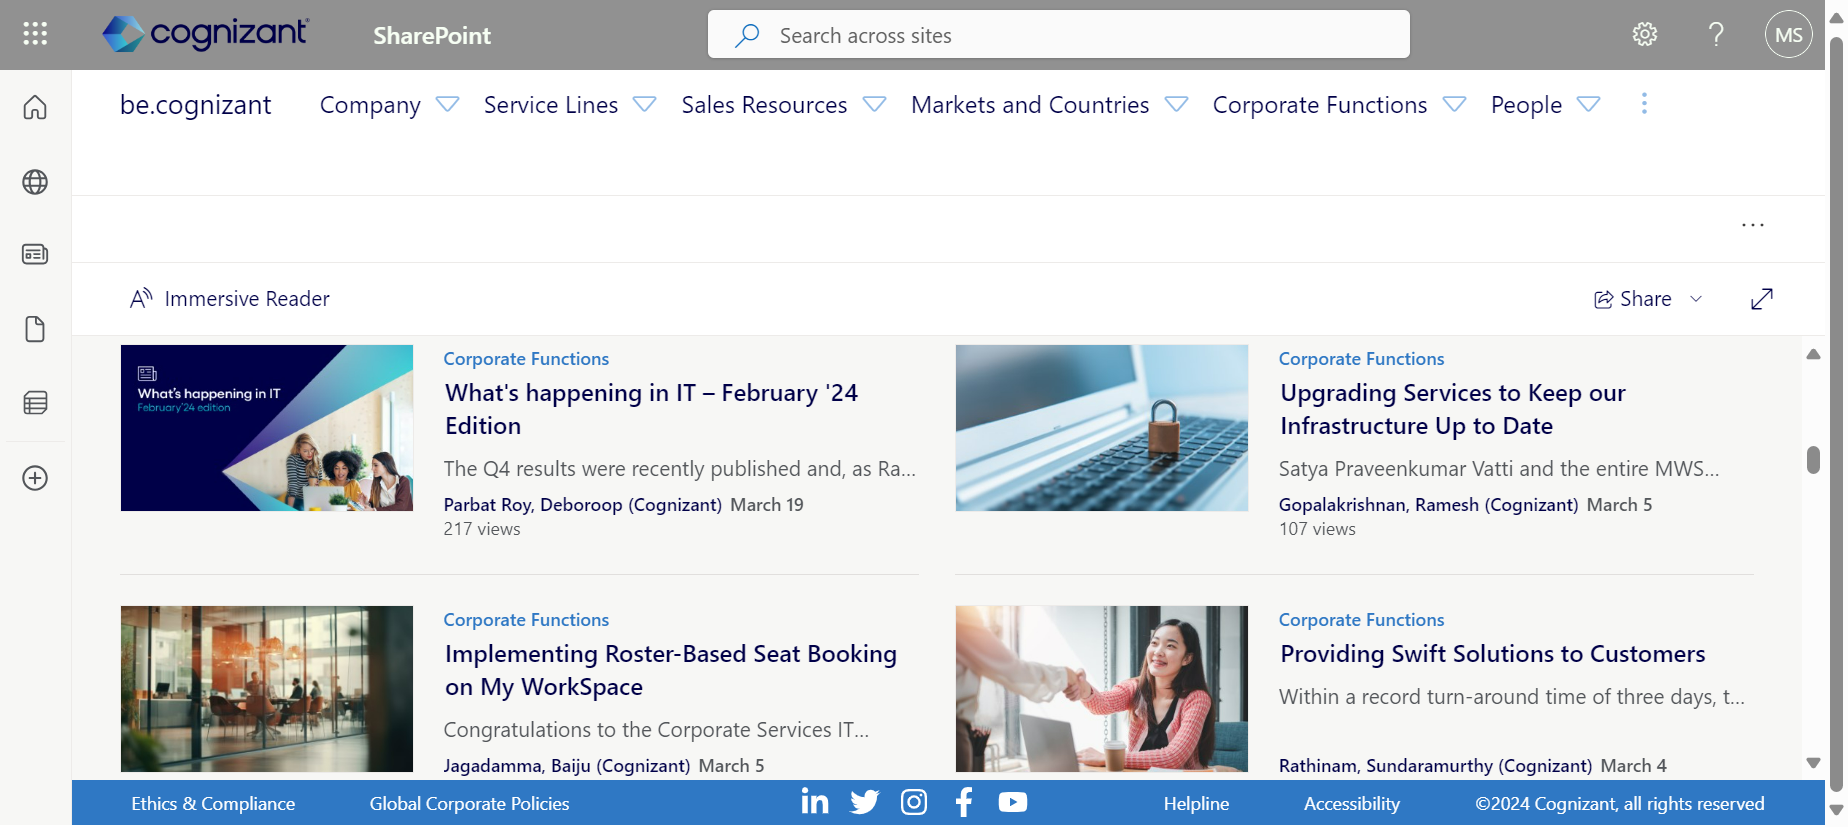 cognizant
SharePoint
Search across sites
MS
be.cognizant
Company
Service Lines
Sales Resources
Markets and Countries
Corporate Functions
People
Immersive Reader
Share
What's happening in IT
February'24 edition
Corporate Functions
What's happening in IT – February '24
Edition
The Q4 results were recently published and, as Ra...
Parbat Roy, Deboroop (Cognizant) March 19
217 views
Corporate Functions
Upgrading Services to Keep our
Infrastructure Up to Date
Satya Praveenkumar Vatti and the entire MWS...
Gopalakrishnan, Ramesh (Cognizant) March 5
107 views
Corporate Functions
Implementing Roster-Based Seat Booking
on My WorkSpace
Congratulations to the Corporate Services IT...
Jagadamma, Baiju (Cognizant) March 5
Corporate Functions
Providing Swift Solutions to Customers
Within a record turn-around time of three days, t...
Rathinam, Sundaramurthy (Cognizant) March 4
Ethics & Compliance
Global Corporate Policies
Helpline
Accessibility
©2024 Cognizant, all rights reserved